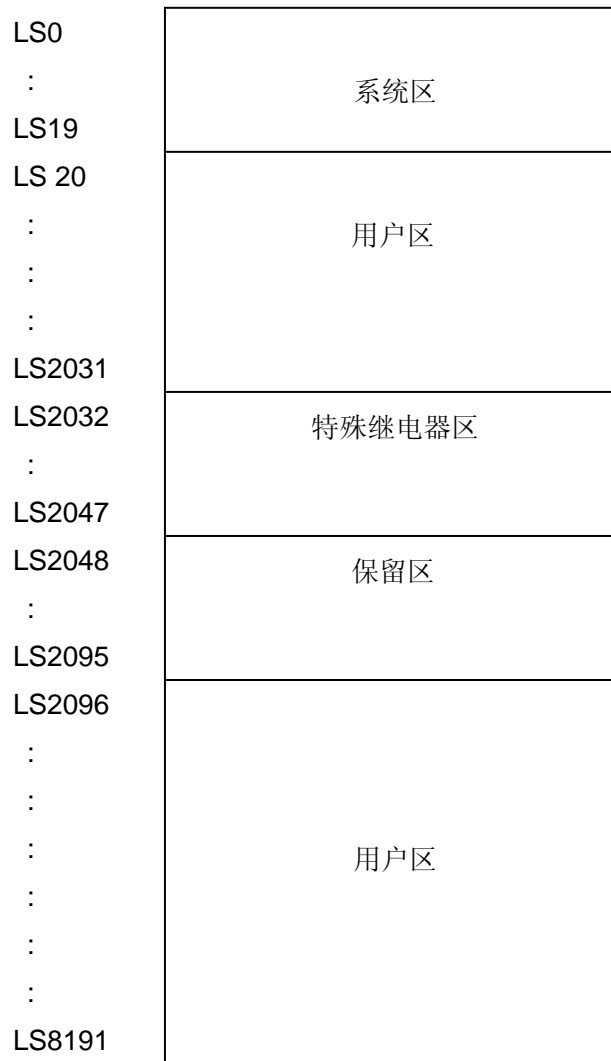 LS0
:
系统区
LS19
LS 20
:
用户区
:
:
LS2031
LS2032
特殊继电器区
:
LS2047
LS2048
保留区
:
LS2095
LS2096
:
:
:
用户区
:
:
:
LS8191